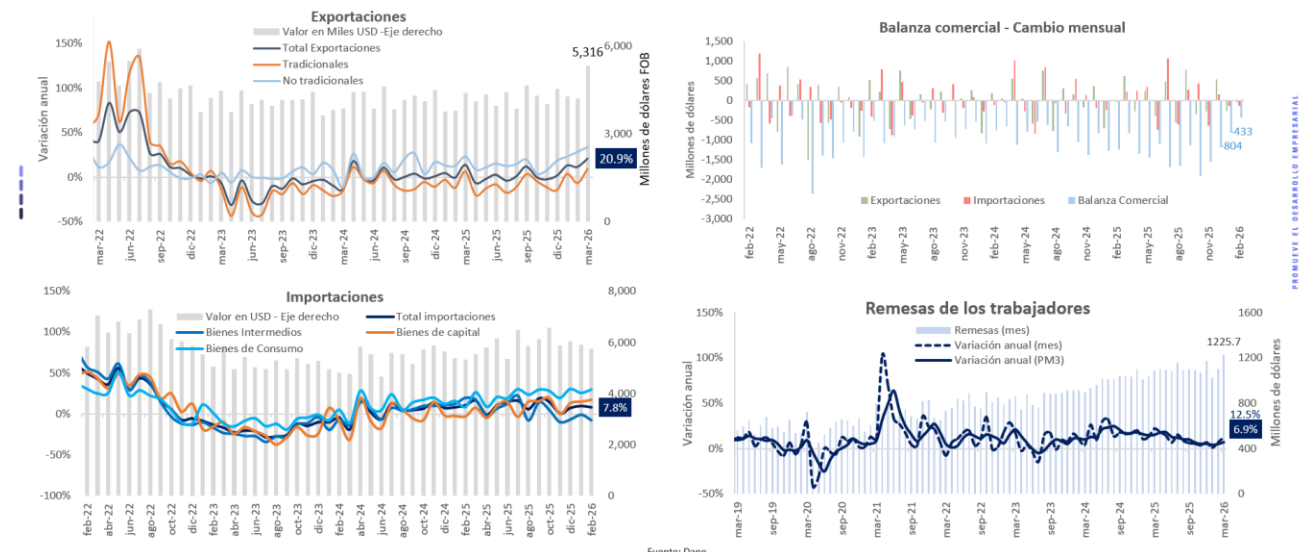 Exportaciones
Valor en Miles USD -Eje derecho
Total Exportaciones
Tradicionales
No tradicionales
150%
100%
50%
0%
-50%
Variación anual
6,000
3,000
0
Millones de dólares FOB
5,316
20.9%
mar-22
jun-22
sep-22
dic-22
mar-23
jun-23
sep-23
dic-23
mar-24
jun-24
sep-24
dic-24
mar-25
jun-25
sep-25
dic-25
mar-26
Balanza comercial - Cambio mensual
1,500
1,000
500
0
-500
-1,000
-1,500
-2,000
-2,500
-3,000
Millones de dólares
-433
-804
Exportaciones
Importaciones
Balanza Comercial
feb-22
may-22
ago-22
nov-22
feb-23
may-23
ago-23
nov-23
feb-24
may-24
ago-24
nov-24
feb-25
may-25
ago-25
nov-25
feb-26
PROMUEVE EL DESARROLLO EMPRESARIAL
Importaciones
Valor en USD - Eje derecho
Total importaciones
Bienes Intermedios
Bienes de capital
Bienes de Consumo
150%
100%
50%
0%
-50%
-100%
Variación anual
8,000
6,000
4,000
2,000
0
7.8%
feb-22
abr-22
jun-22
ago-22
oct-22
dic-22
feb-23
abr-23
jun-23
ago-23
oct-23
dic-23
feb-24
abr-24
jun-24
ago-24
oct-24
dic-24
feb-25
abr-25
jun-25
ago-25
oct-25
dic-25
feb-26
Remesas de los trabajadores
Remesas (mes)
Variación anual (mes)
Variación anual (PM3)
150%
100%
50%
0%
-50%
Variación anual
1600
1200
800
400
0
Millones de dólares
1225.7
12.5%
6.9%
mar-19
sep-19
mar-20
sep-20
mar-21
sep-21
mar-22
sep-22
mar-23
sep-23
mar-24
sep-24
mar-25
sep-25
mar-26
Fuente: Dane